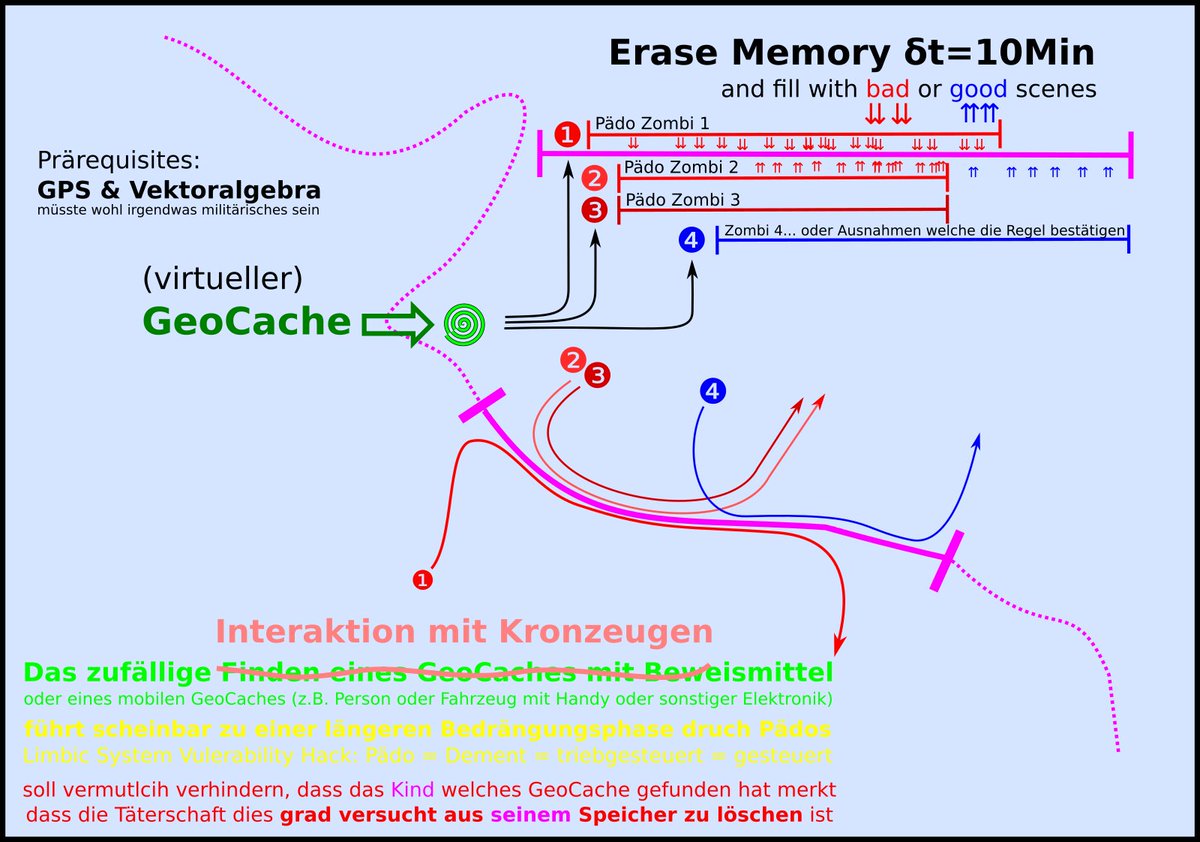 Erase Memory δt=10Min
and fill with bad or good scenes
1 Pädo Zombi 1
2 Pädo Zombi 2
3 Pädo Zombi 3
4 Zombi 4... oder Ausnahmen welche die Regel bestätigen
Prärequisites:
GPS & Vektoralgebra
müsste wohl irgendwas militärisches sein
(virtueller)
GeoCache
2
3
4
1
Interaktion mit Kronzeugen
Das zufällige Finden eines GeoCaches mit Beweismittel
oder eines mobilen GeoCaches (z.B. Person oder Fahrzeug mit Handy oder sonstiger Elektronik)
führt scheinbar zu einer längeren Bedrängungsphase druch Pädos
Limbic System Vulerability Hack: Pädo = Dement = triebgesteuert = gesteuert
soll vermutlcih verhindern, dass das Kind welches GeoCache gefunden hat merkt
dass die Täterschaft dies grad versucht aus seinem Speicher zu löschen ist